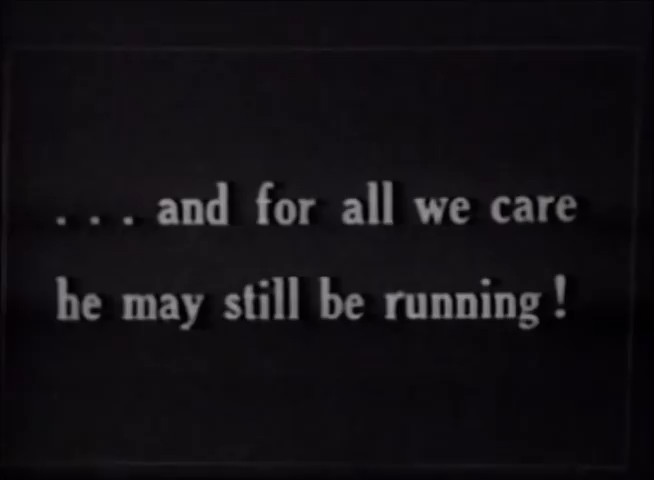 . . . and for all we care
he may still be running !